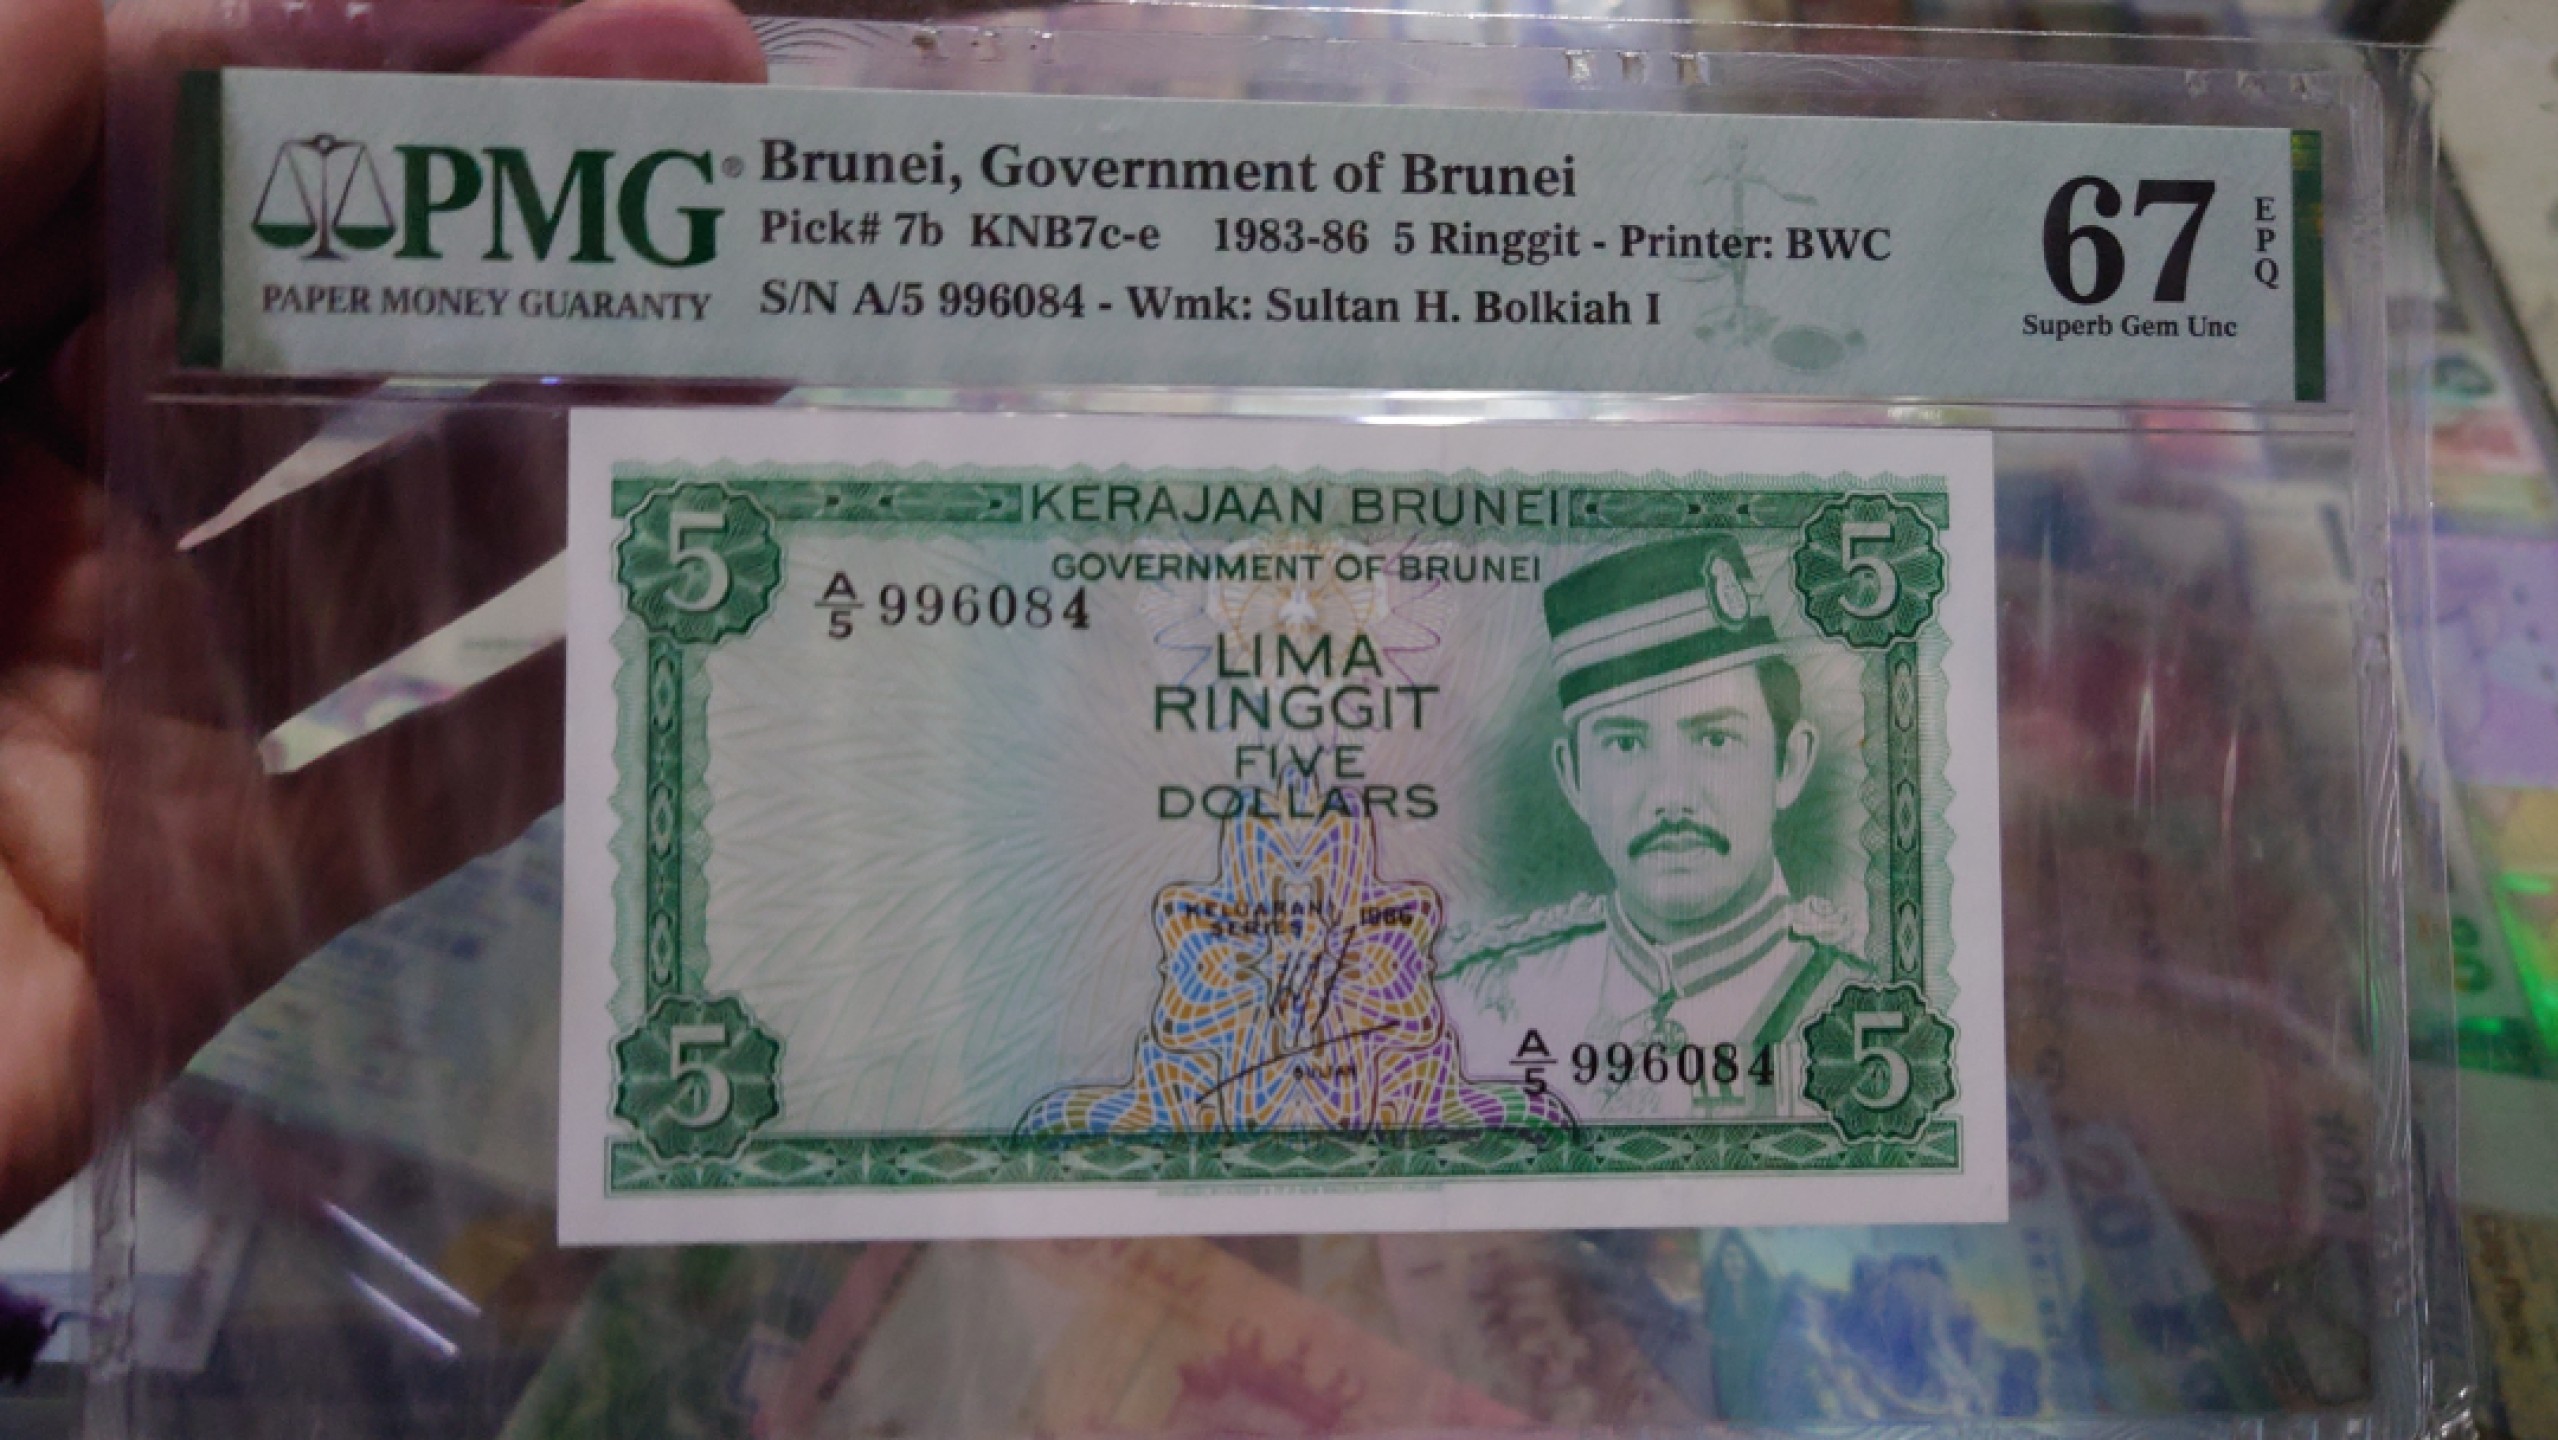 PMG®
PAPER MONEY GUARANTY
Brunei, Government of Brunei
Pick# 7b KNB7c-e 1983-86 5 Ringgit - Printer: BWC
S/N A/5 996084 - Wmk: Sultan H. Bolkiah I
67
EPQ
Superb Gem Unc
5
KERAJAAN BRUNEI
5
GOVERNMENT OF BRUNEI
A/5 996084
LIMA
RINGGIT
FIVE
DOLLARS
KELUARAN
SERIES 1986
A/5 996084
5
5